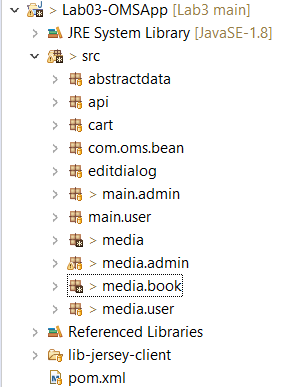 > Lab03-OMSApp [Lab3 main]
JRE System Library [JavaSE-1.8]
> src
abstractdata
api
cart
com.oms.bean
editdialog
> main.admin
main.user
> media
> media.admin
> media.book
> media.user
Referenced Libraries
> lib-jersey-client
pom.xml